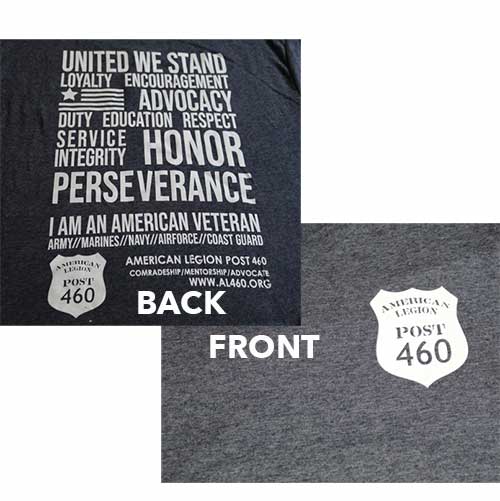 UNITED WE STAND
LOYALTY ENCOURAGEMENT
ADVOCACY
DUTY EDUCATION RESPECT
SERVICE
INTEGRITY HONOR
PERSEVERANCE
I AM AN AMERICAN VETERAN
ARMY//MARINES//NAVY//AIRFORCE//COAST GUARD
AMERICAN LEGION POST 460
COMRADESHIP/MENTORSHIP/ADVOCATE
WWW.AL460.ORG
AMERICAN
LEGION
POST
460
BACK
FRONT
AMERICAN
LEGION
POST
460